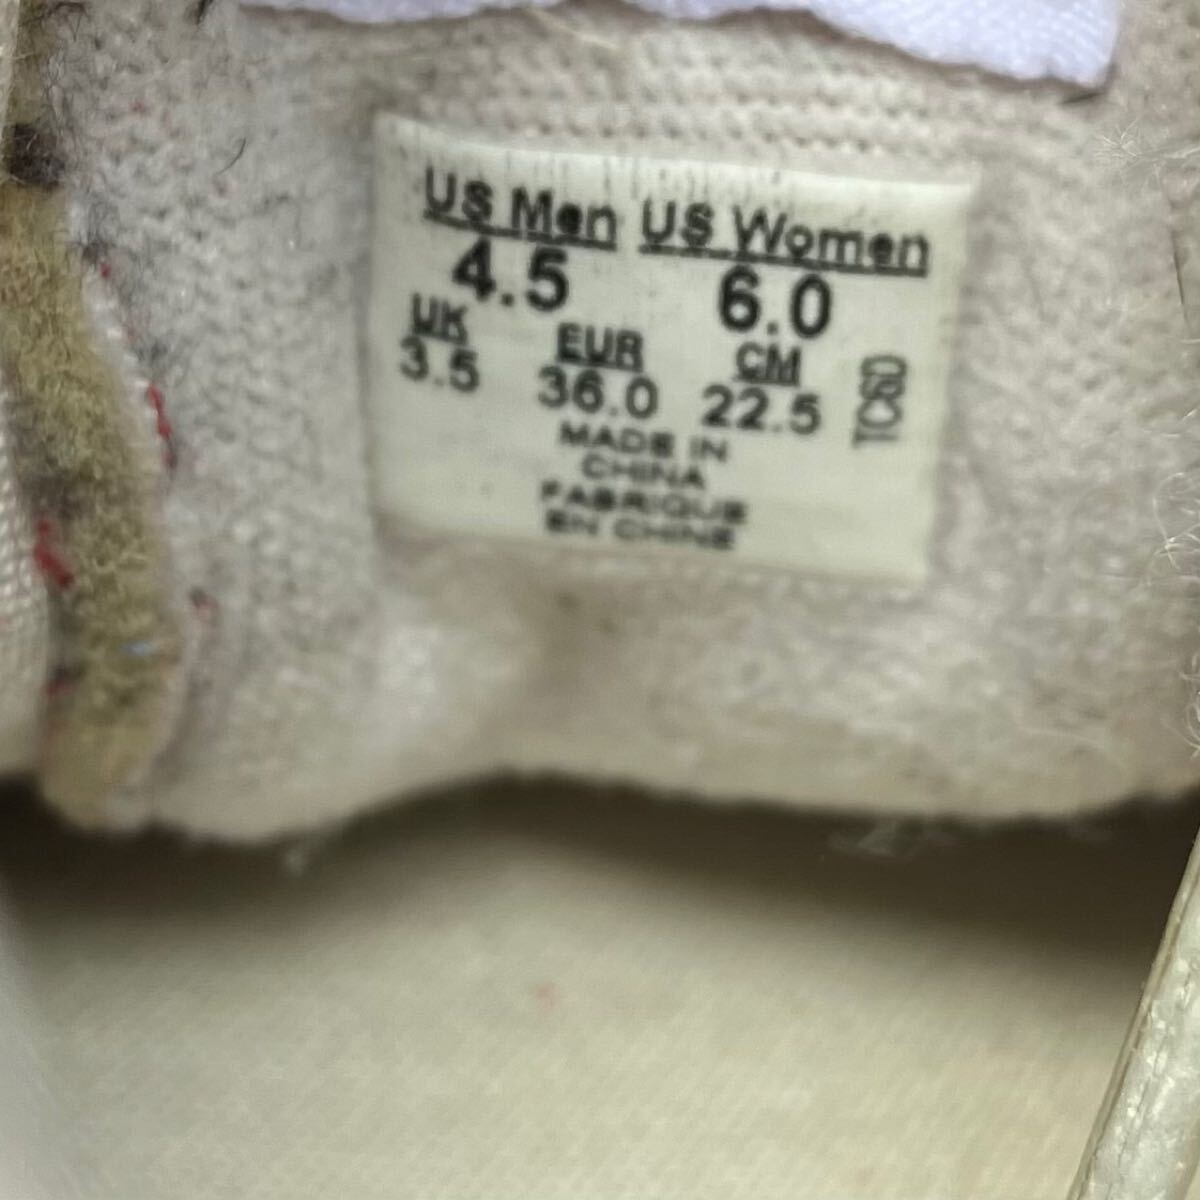 US Men US Women
4.5 6.0
UK EUR CM
3.5 36.0 22.5
MADE IN
CHINA
FABRIQUE
EN CHINE
TC6D